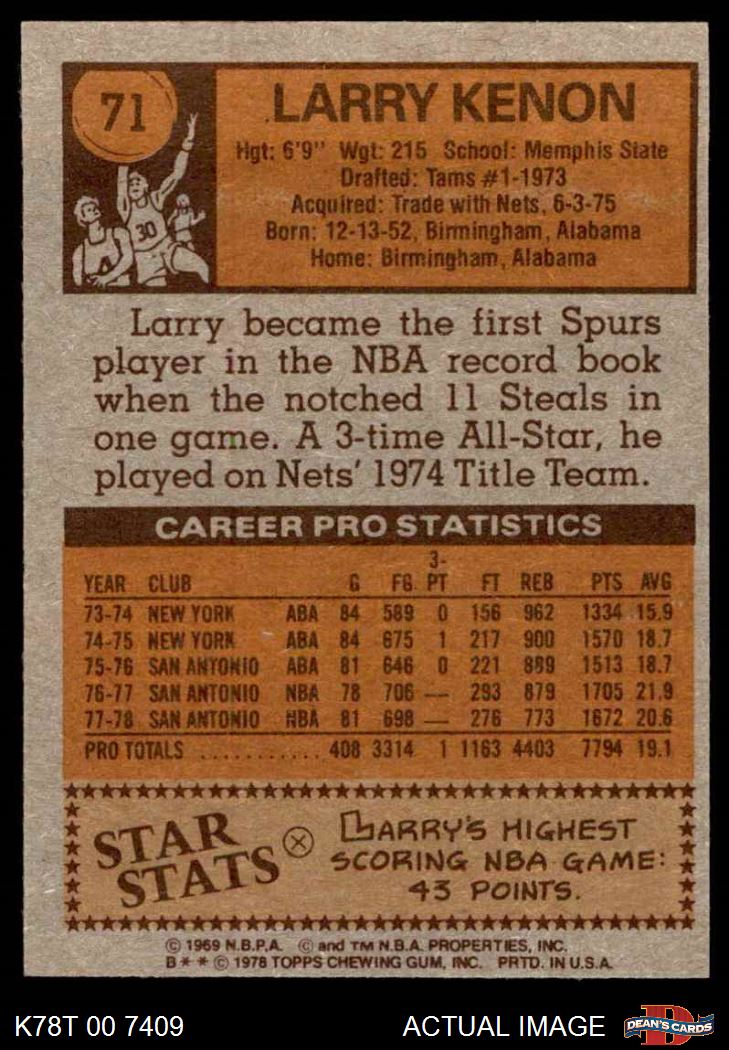 71
LARRY KENON
Hgt: 6'9" Wgt: 215 School: Memphis State
Drafted: Tams #1-1973
Acquired: Trade with Nets, 6-3-75
Born: 12-13-52, Birmingham, Alabama
Home: Birmingham, Alabama
30
4
Larry became the first Spurs
player in the NBA record book
when the notched 11 Steals in
one game. A 3-time All-Star, he
played on Nets' 1974 Title Team.
CAREER PRO STATISTICS
YEAR CLUB G FG 3-PT FT REB PTS AVG
73-74 NEW YORK ABA 84 589 0 156 962 1334 15.9
74-75 NEW YORK ABA 84 675 1 217 900 1570 18.7
75-76 SAN ANTONIO ABA 81 646 0 221 889 1513 18.7
76-77 SAN ANTONIO NBA 78 706 — 293 879 1705 21.9
77-78 SAN ANTONIO NBA 81 698 — 276 773 1672 20.6
PRO TOTALS ........... 408 3314 1 1163 4403 7794 19.1
STAR
STATS
LARRY'S HIGHEST
SCORING NBA GAME:
43 POINTS.
© 1969 N.B.P.A. © and TM N.B.A. PROPERTIES, INC.
B * * © 1978 TOPPS CHEWING GUM, INC. PRTD. IN U.S.A.
K78T 00 7409
ACTUAL IMAGE
D
DEAN'S CARDS